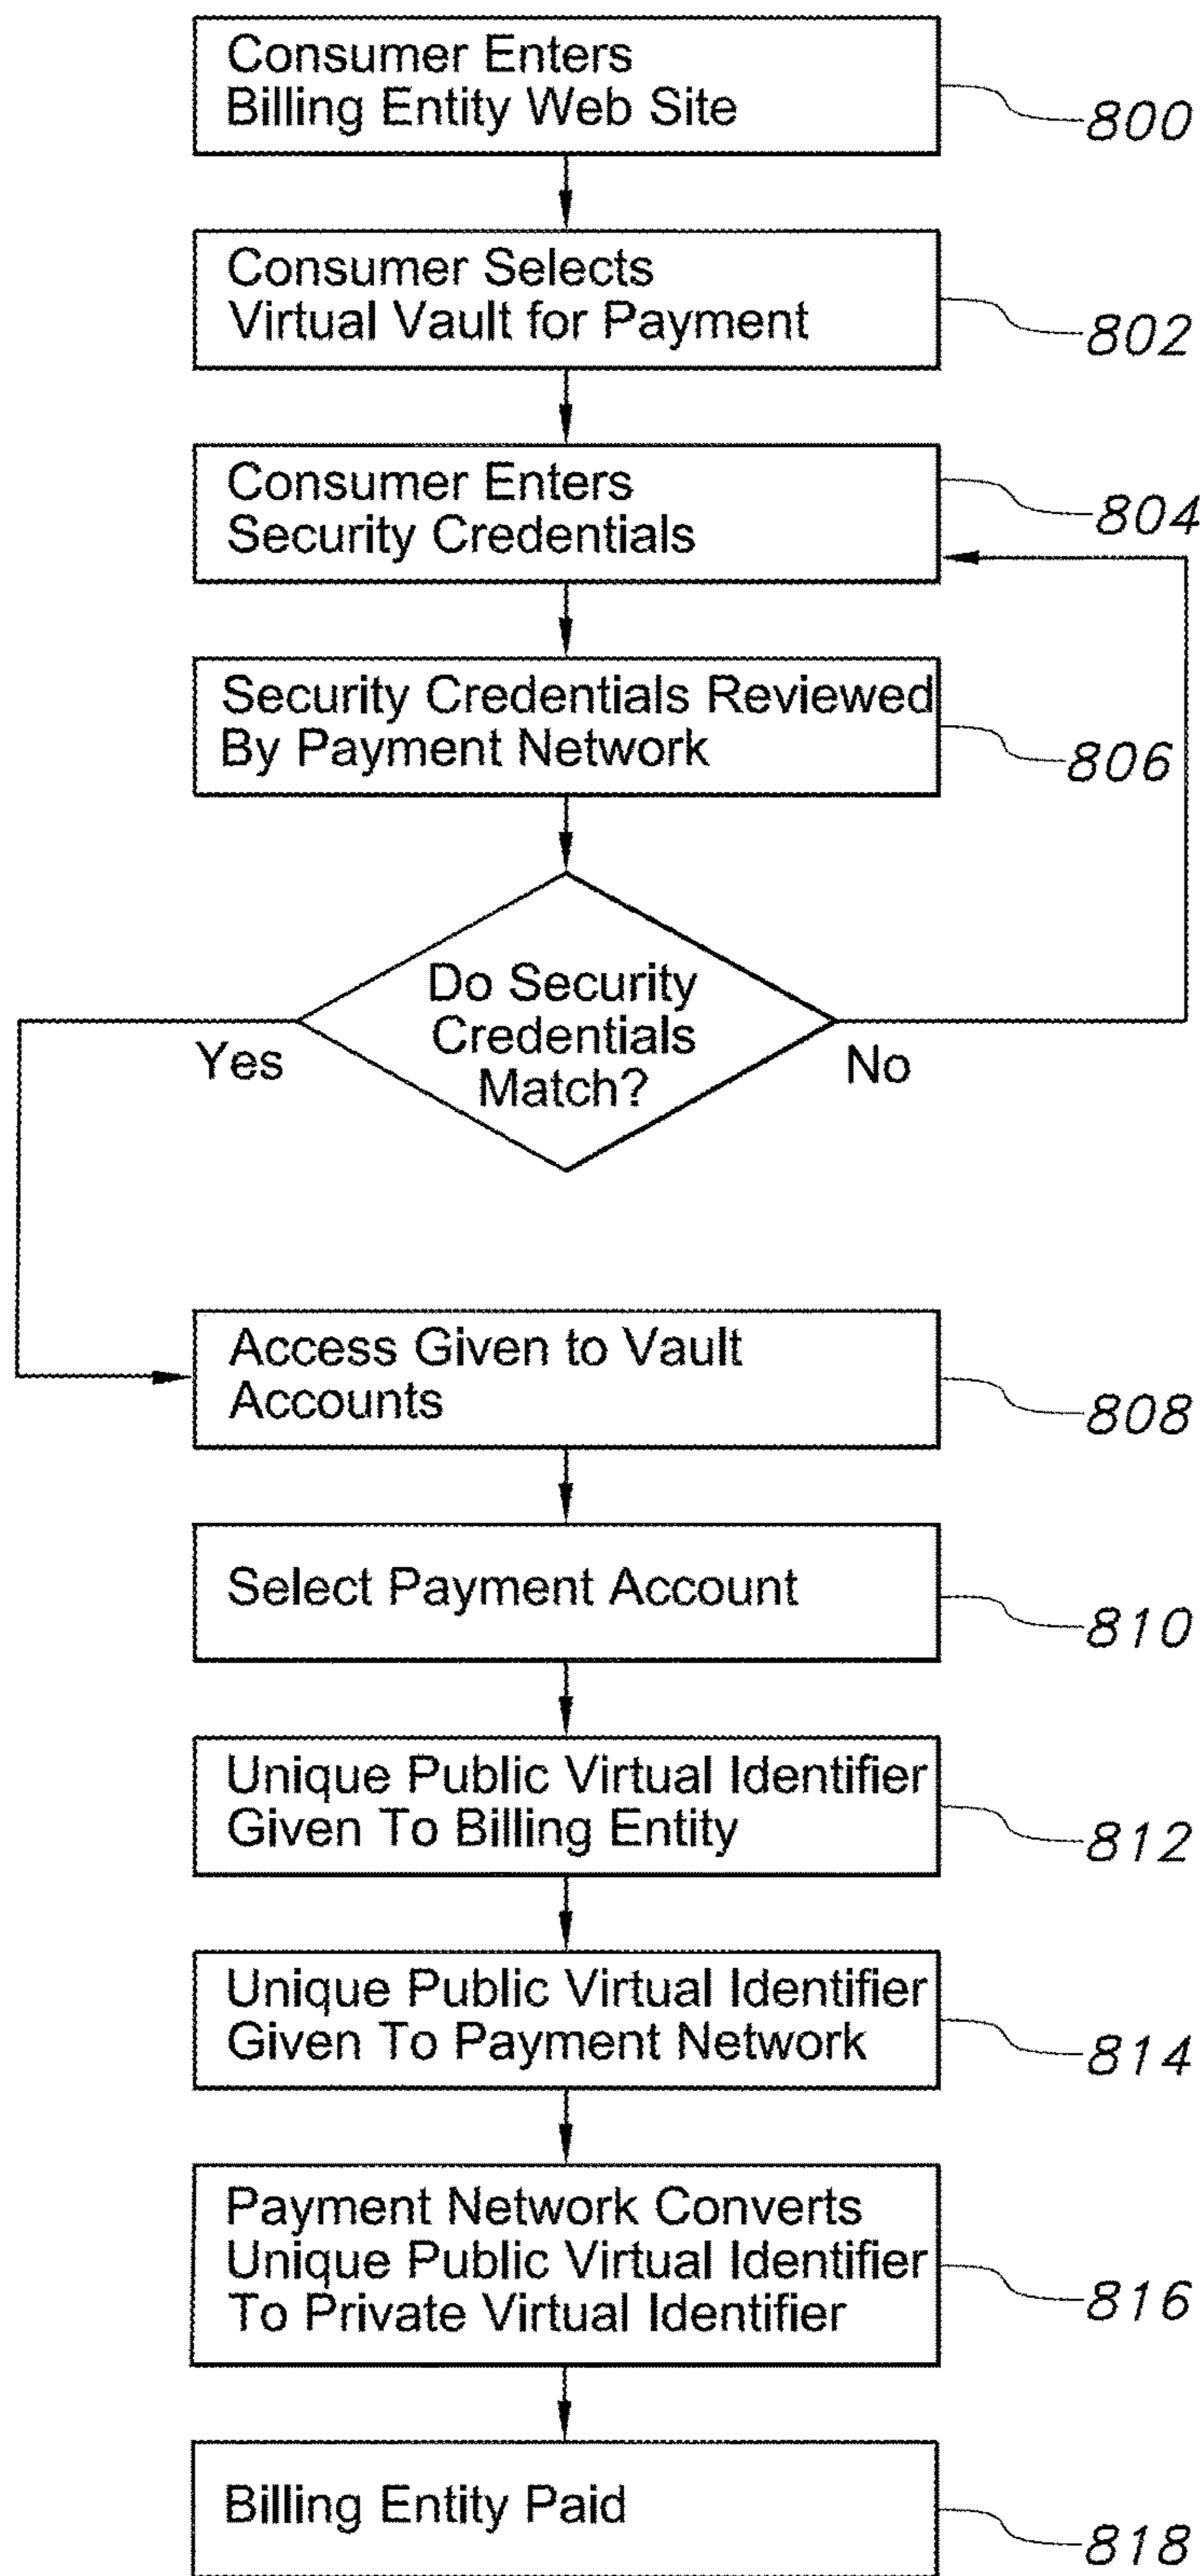 Consumer Enters
Billing Entity Web Site
800
Consumer Selects
Virtual Vault for Payment
802
Consumer Enters
Security Credentials
804
Security Credentials Reviewed
By Payment Network
806
Do Security
Credentials
Match?
Yes
No
Access Given to Vault
Accounts
808
Select Payment Account
810
Unique Public Virtual Identifier
Given To Billing Entity
812
Unique Public Virtual Identifier
Given To Payment Network
814
Payment Network Converts
Unique Public Virtual Identifier
To Private Virtual Identifier
816
Billing Entity Paid
818